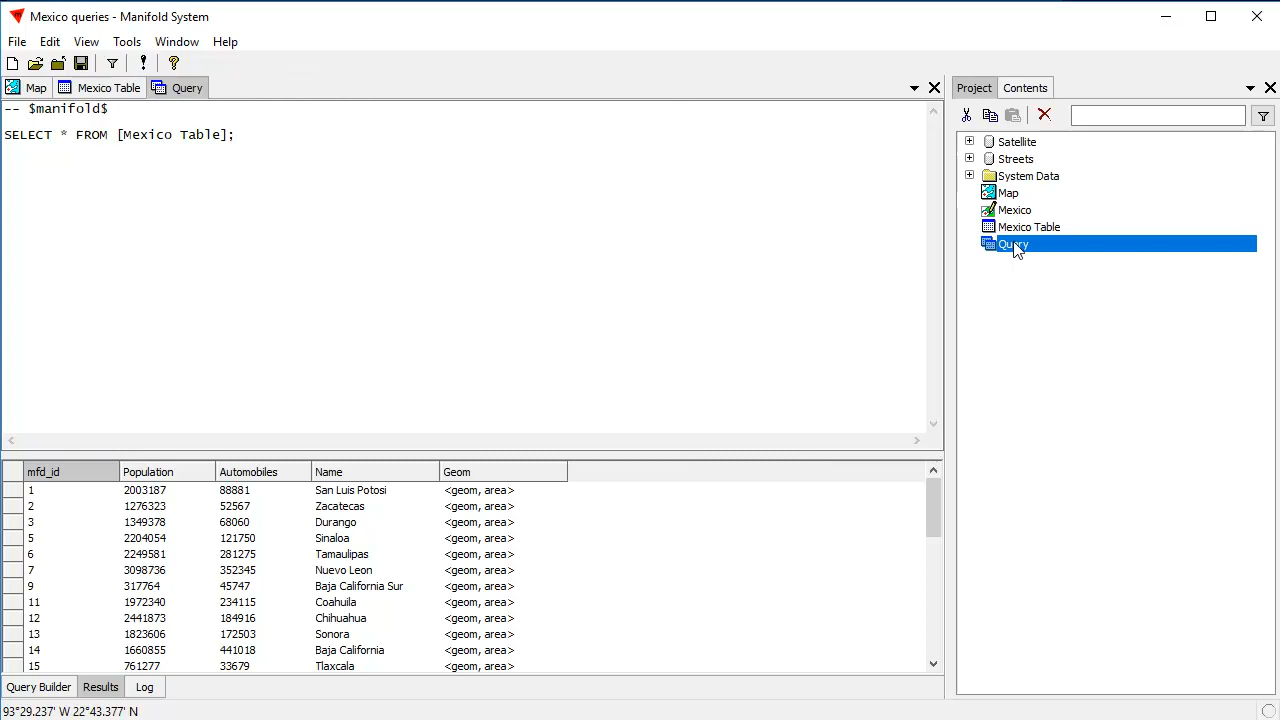 Mexico queries - Manifold System
File Edit View Tools Window Help
Map Mexico Table Query
-- $manifold$
SELECT * FROM [Mexico Table];
mfd_id Population Automobiles Name Geom
1 2003187 88881 San Luis Potosi <geom, area>
2 1276323 52567 Zacatecas <geom, area>
3 1349378 68060 Durango <geom, area>
5 2204054 121750 Sinaloa <geom, area>
6 2249581 281275 Tamaulipas <geom, area>
7 3098736 352345 Nuevo Leon <geom, area>
9 317764 45747 Baja California Sur <geom, area>
11 1972340 234115 Coahuila <geom, area>
12 2441873 184916 Chihuahua <geom, area>
13 1823606 172503 Sonora <geom, area>
14 1660855 441018 Baja California <geom, area>
15 761277 33679 Tlaxcala <geom, area>
Query Builder Results Log
93°29.237' W 22°43.377' N
Project Contents
Satellite
Streets
System Data
Map
Mexico
Mexico Table
Query